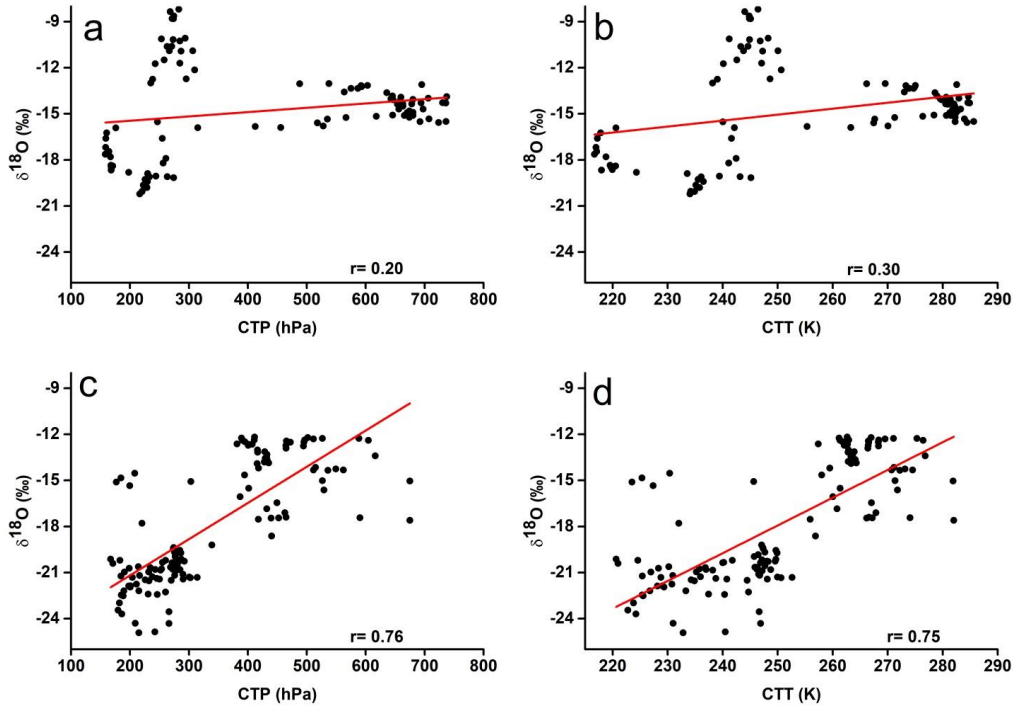 a
-9
-12
-15
-18
-21
-24
δ18O (‰)
r= 0.20
100 200 300 400 500 600 700 800
CTP (hPa)
b
-9
-12
-15
-18
-21
-24
δ18O (‰)
r= 0.30
220 230 240 250 260 270 280 290
CTT (K)
c
-9
-12
-15
-18
-21
-24
δ18O (‰)
r= 0.76
100 200 300 400 500 600 700 800
CTP (hPa)
d
-9
-12
-15
-18
-21
-24
δ18O (‰)
r= 0.75
220 230 240 250 260 270 280 290
CTT (K)